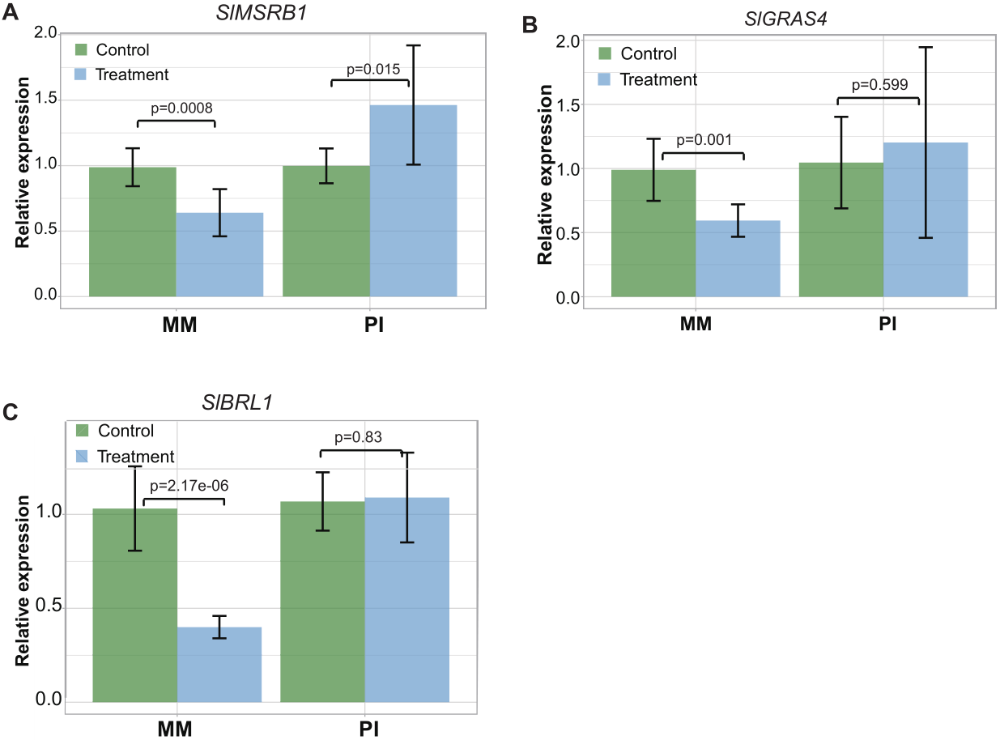 A
SlMSRB1
2.0
Control
Treatment
p=0.0008
p=0.015
1.5
1.0
0.5
0.0
Relative expression
MM
PI
B
SlGRAS4
2.0
Control
Treatment
p=0.001
p=0.599
1.5
1.0
0.5
0.0
Relative expression
MM
PI
C
SlBRL1
Control
Treatment
p=2.17e-06
p=0.83
1.0
0.5
0.0
Relative expression
MM
PI